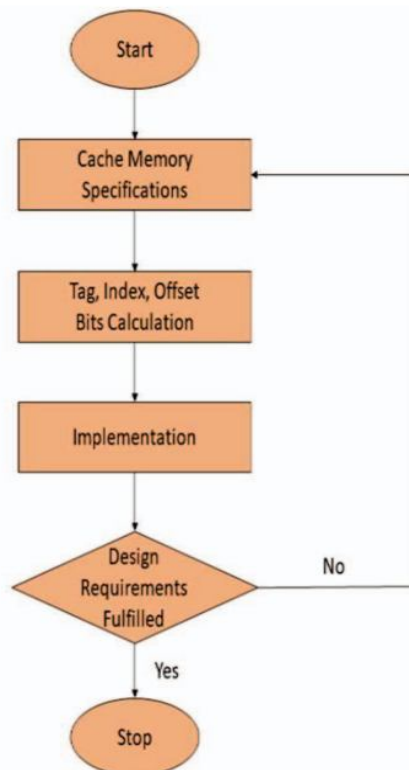 Start
Cache Memory
Specifications
Tag, Index, Offset
Bits Calculation
Implementation
Design
Requirements
Fulfilled
No
Yes
Stop